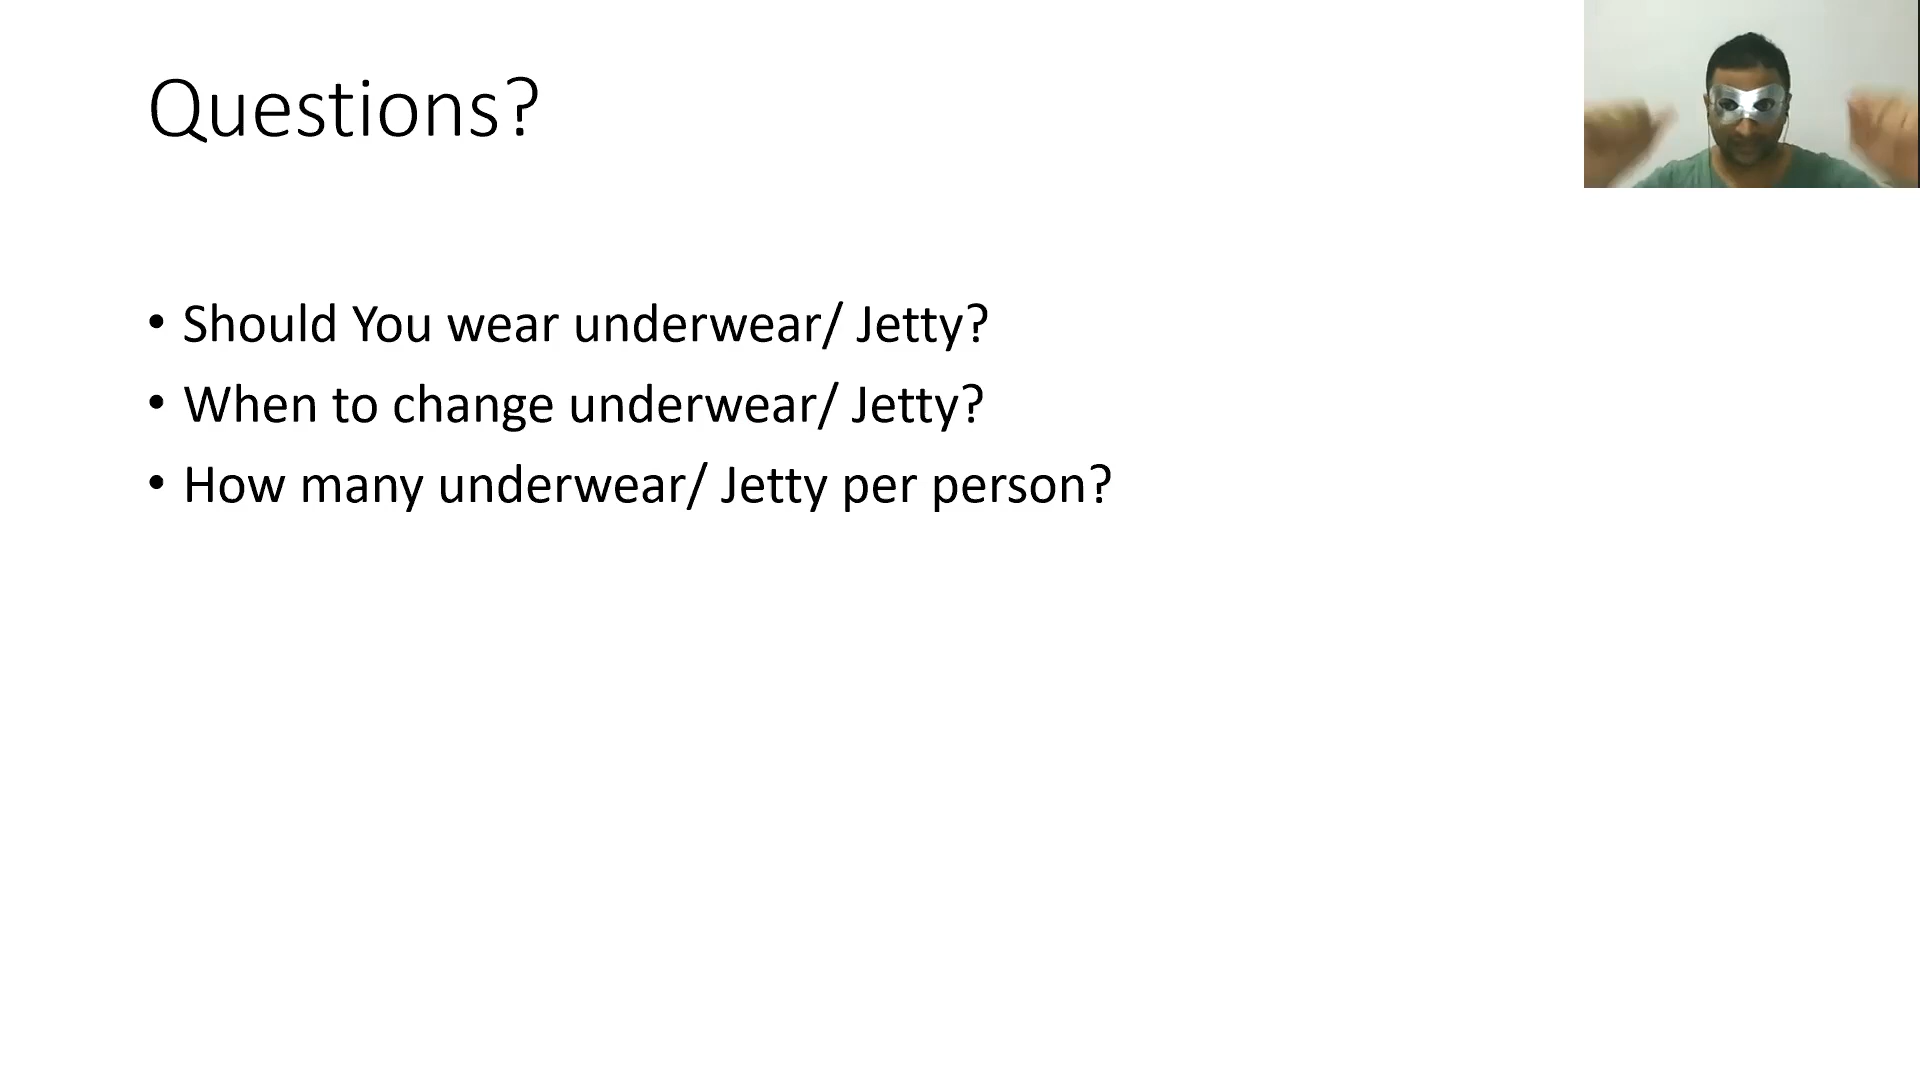 Questions?
• Should You wear underwear/ Jetty?
• When to change underwear/ Jetty?
• How many underwear/ Jetty per person?